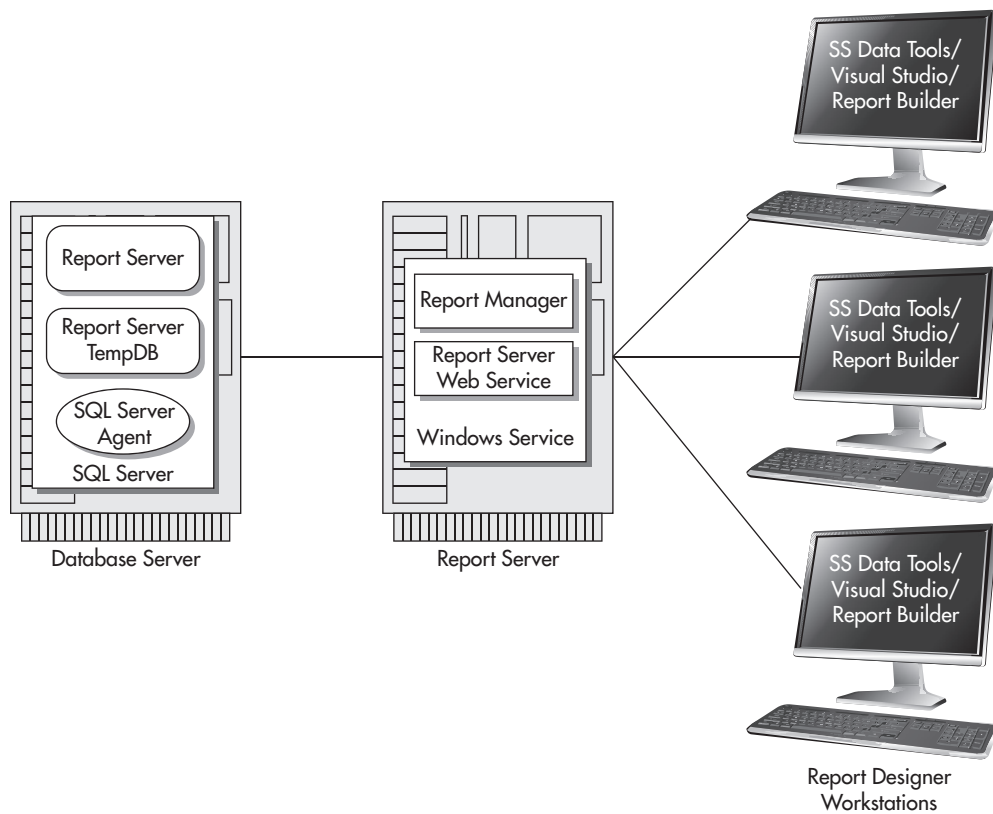 SS Data Tools/
Visual Studio/
Report Builder
Report Server
Report Server
TempDB
SQL Server
Agent
SQL Server
Database Server
Report Manager
Report Server
Web Service
Windows Service
Report Server
SS Data Tools/
Visual Studio/
Report Builder
SS Data Tools/
Visual Studio/
Report Builder
Report Designer
Workstations